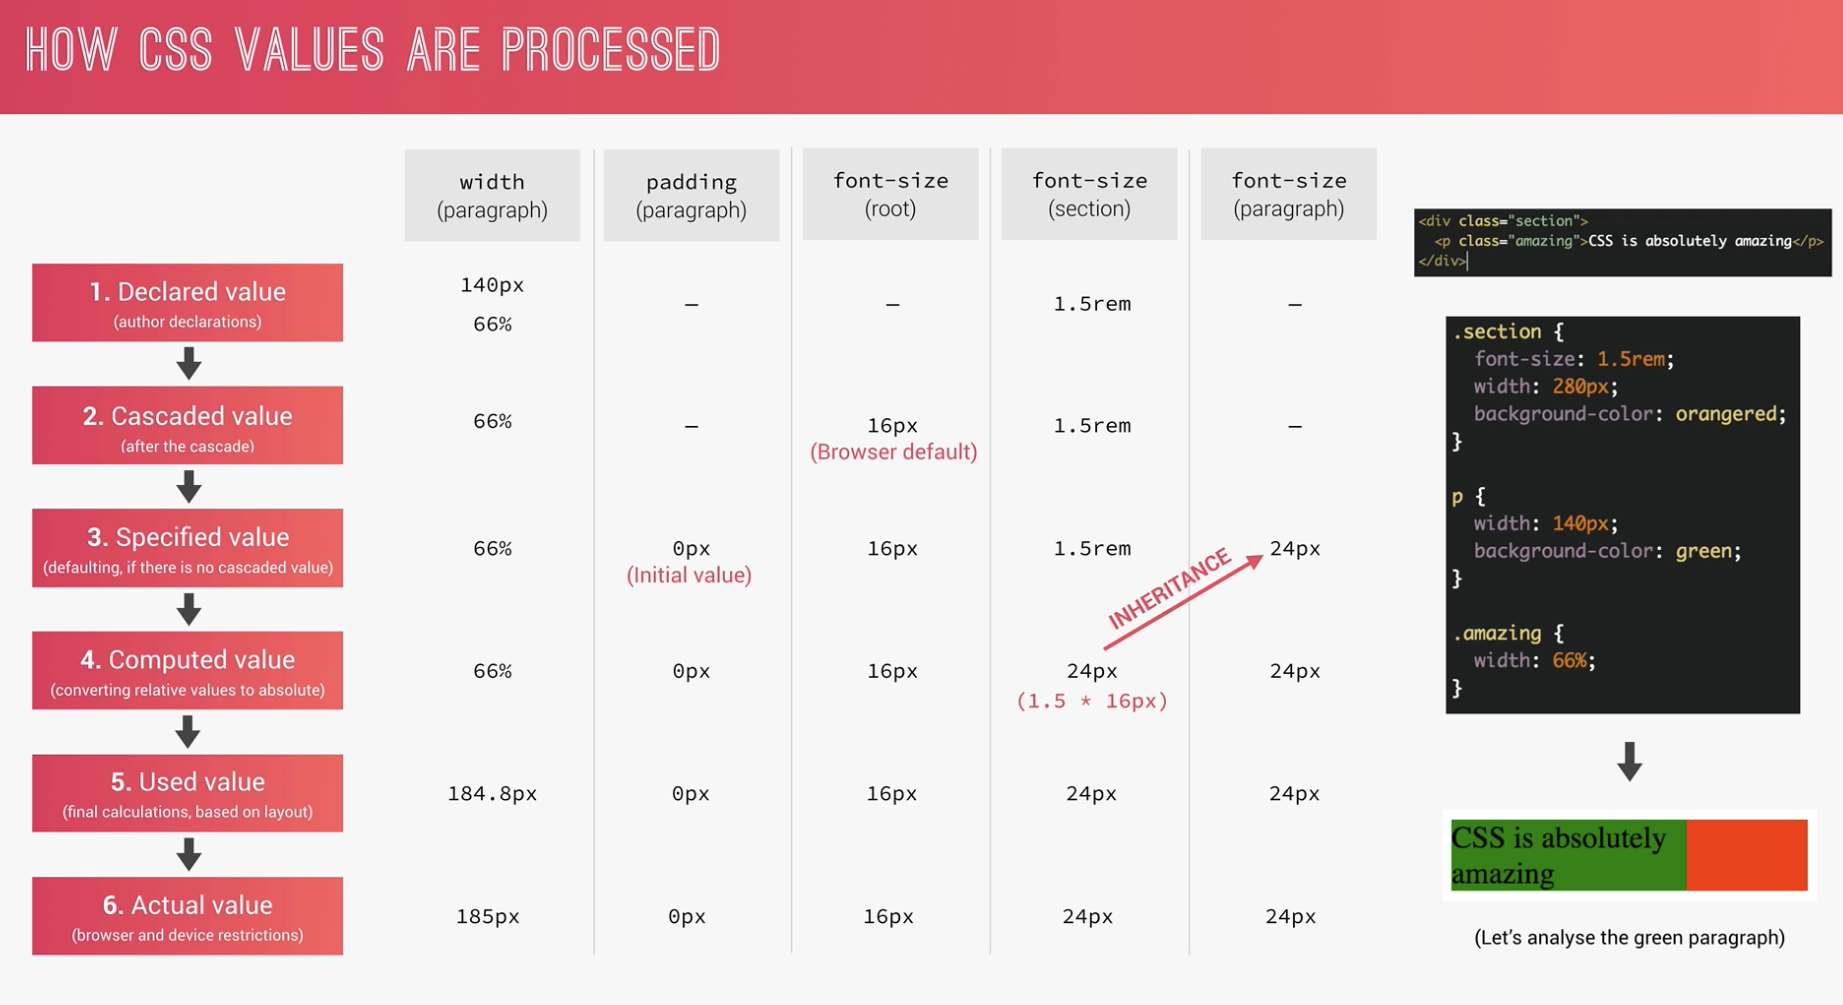 HOW CSS VALUES ARE PROCESSED
width
(paragraph)
padding
(paragraph)
font-size
(root)
font-size
(section)
font-size
(paragraph)
1. Declared value
(author declarations)
140px
66%
–
–
1.5rem
–
2. Cascaded value
(after the cascade)
66%
–
16px
(Browser default)
1.5rem
–
3. Specified value
(defaulting, if there is no cascaded value)
66%
0px
(Initial value)
16px
1.5rem
INHERITANCE
24px
4. Computed value
(converting relative values to absolute)
66%
0px
16px
24px
(1.5 * 16px)
24px
5. Used value
(final calculations, based on layout)
184.8px
0px
16px
24px
24px
6. Actual value
(browser and device restrictions)
185px
0px
16px
24px
24px
<div class="section">
<p class="amazing">CSS is absolutely amazing</p>
</div>
.section {
font-size: 1.5rem;
width: 280px;
background-color: orangered;
}
p {
width: 140px;
background-color: green;
}
.amazing {
width: 66%;
}
CSS is absolutely
amazing
(Let's analyse the green paragraph)